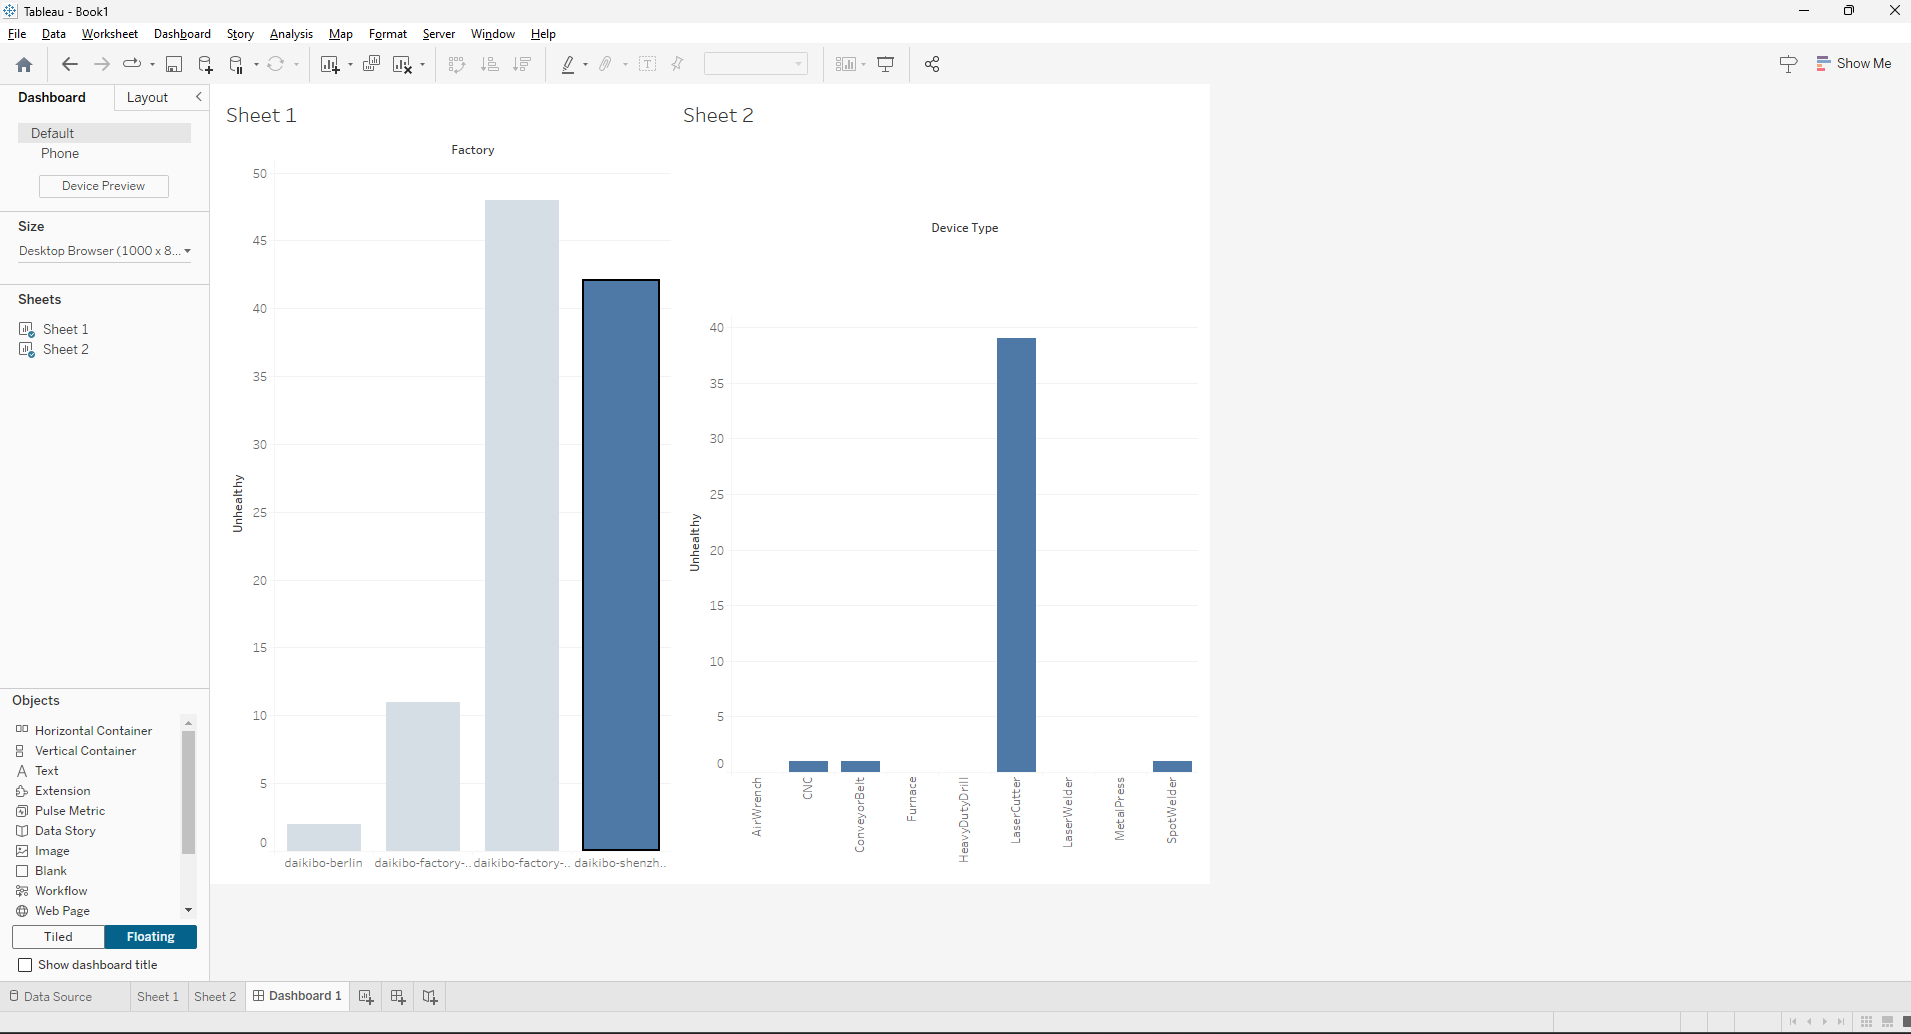 Tableau - Book1
File Data Worksheet Dashboard Story Analysis Map Format Server Window Help
Show Me
Dashboard Layout
Default
Phone
Device Preview
Size
Desktop Browser (1000 x 8...
Sheets
Sheet 1
Sheet 2
Objects
Horizontal Container
Vertical Container
Text
Extension
Pulse Metric
Data Story
Image
Blank
Workflow
Web Page
Tiled Floating
Show dashboard title
Sheet 1
Factory
50
45
40
35
30
25
20
15
10
5
0
Unhealthy
daikibo-berlin daikibo-factory-.. daikibo-factory-.. daikibo-shenzh..
Sheet 2
Device Type
40
35
30
25
20
15
10
5
0
Unhealthy
AirWrench
CNC
ConveyorBelt
Furnace
HeavyDutyDrill
LaserCutter
LaserWelder
MetalPress
SpotWelder
Data Source Sheet 1 Sheet 2 Dashboard 1